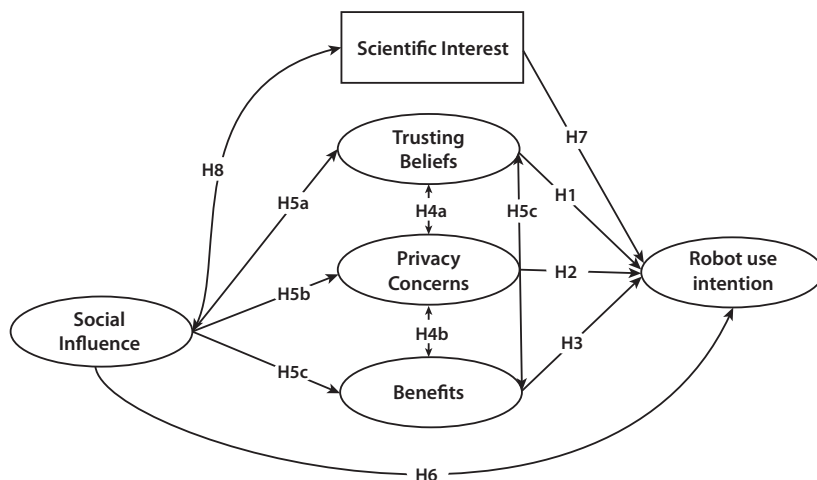 Scientific Interest
H7
H8
Trusting
Beliefs
H5a
H1
H4a
H5c
Privacy
Concerns
H2
Robot use
intention
H5b
Social
Influence
H4b
H3
H5c
Benefits
H6